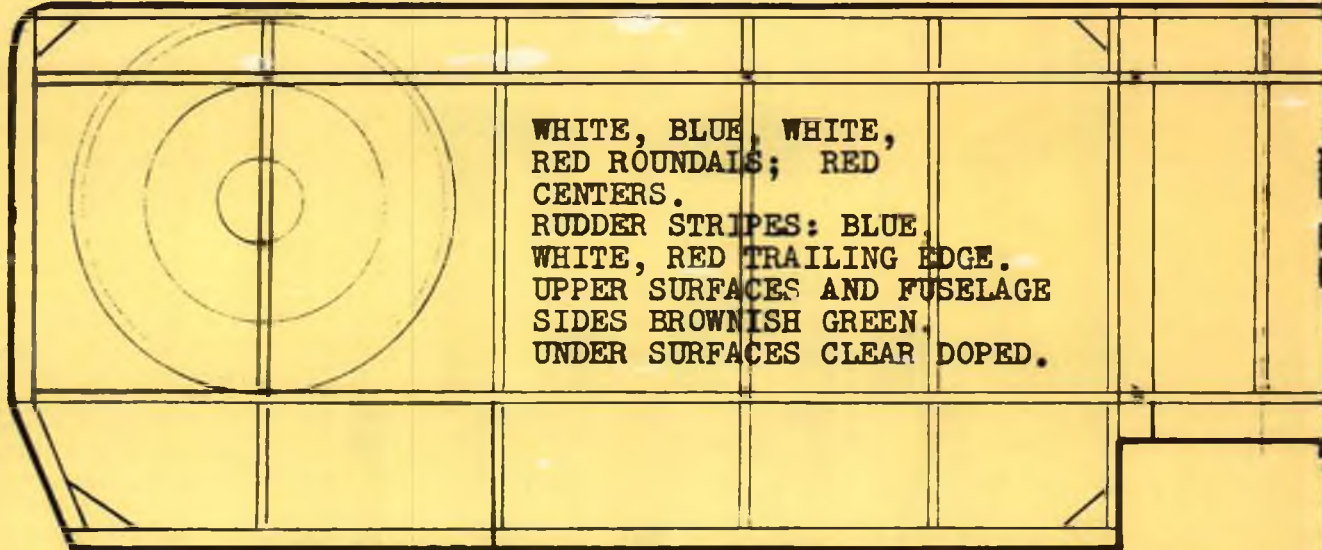 WHITE, BLUE, WHITE,
RED ROUNDALS; RED
CENTERS.
RUDDER STRIPES: BLUE,
WHITE, RED TRAILING EDGE.
UPPER SURFACES AND FUSELAGE
SIDES BROWNISH GREEN.
UNDER SURFACES CLEAR DOPED.